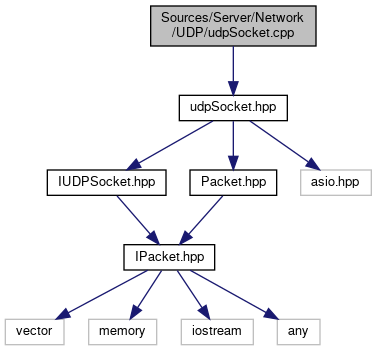 Sources/Server/Network
/UDP/udpSocket.cpp
udpSocket.hpp
IUDPSocket.hpp
Packet.hpp
asio.hpp
IPacket.hpp
vector
memory
iostream
any